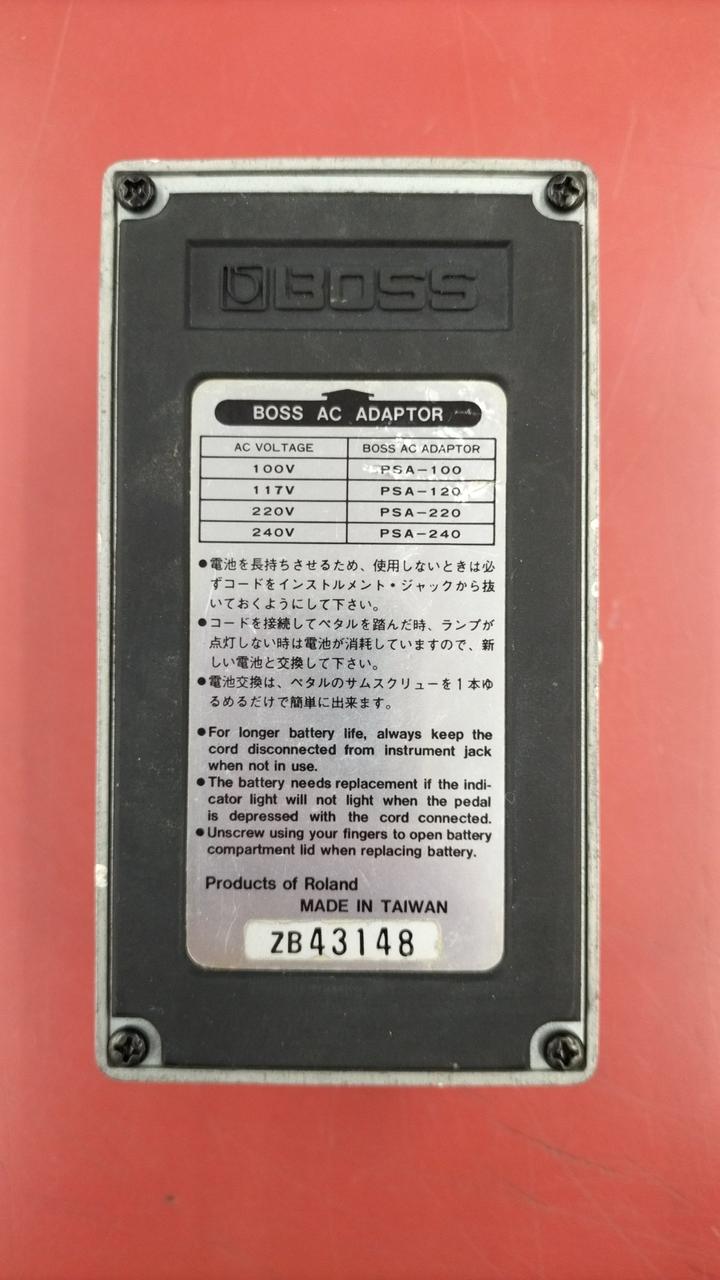 BOSS
BOSS AC ADAPTOR
AC VOLTAGE BOSS AC ADAPTOR
100V PSA-100
117V PSA-120
220V PSA-220
240V PSA-240
●電池を長持ちさせるため、使用しないときは必
ずコードをインストルメント・ジャックから抜
いておくようにして下さい。
●コードを接続してペタルを踏んだ時、ランプが
点灯しない時は電池が消耗していますので、新
しい電池と交換して下さい。
●電池交換は、ペタルのサムスクリューを1本ゆ
るめるだけで簡単に出来ます。
●For longer battery life, always keep the
cord disconnected from instrument jack
when not in use.
●The battery needs replacement if the indi-
cator light will not light when the pedal
is depressed with the cord connected.
●Unscrew using your fingers to open battery
compartment lid when replacing battery.
Products of Roland
MADE IN TAIWAN
ZB43148